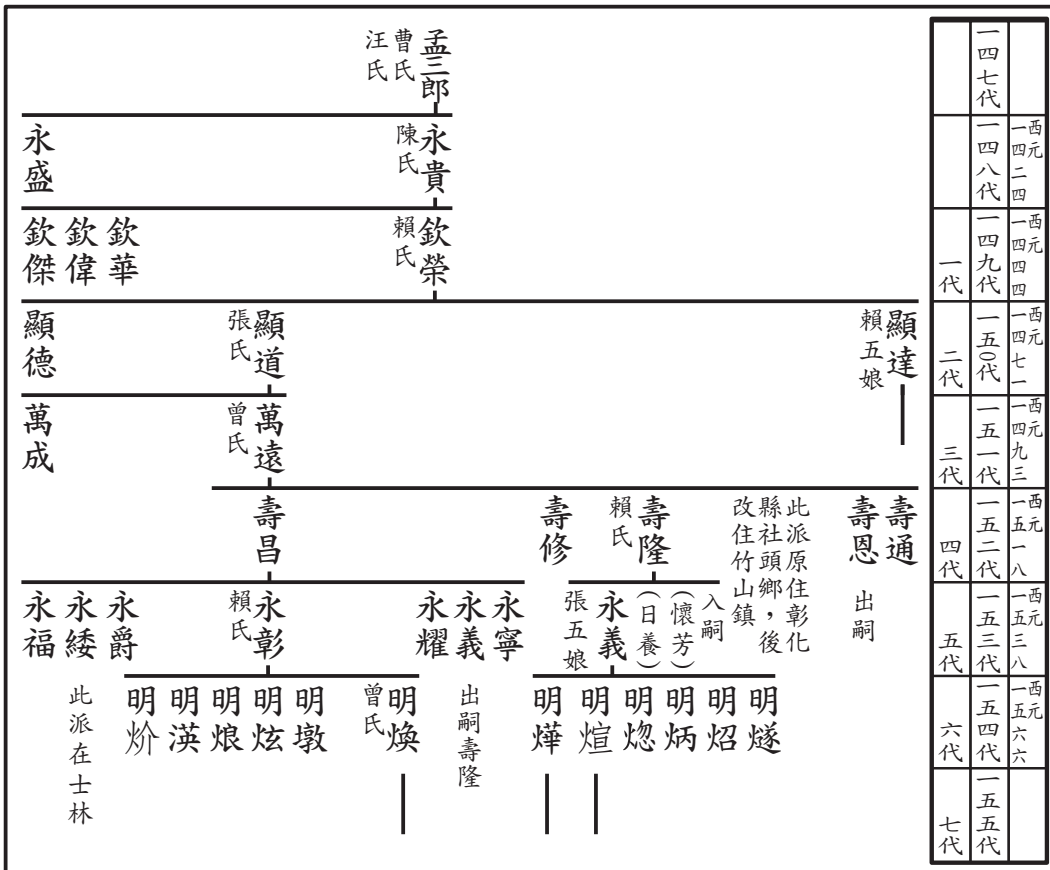 一四七代
孟三郎
曹氏
汪氏
西元一四二四
一四八代
永貴
陳氏
永盛
西元一四四四
一四九代
一代
欽榮
賴氏
欽華
欽偉
欽傑
西元一四七一
一五0代
二代
顯達
賴五娘
顯道
張氏
顯德
西元一四九三
一五一代
三代
萬遠
曾氏
萬成
西元一五一八
一五二代
四代
壽通
壽恩
出嗣
此派原住彰化
縣社頭鄉，後
改住竹山鎮
壽隆
賴氏
壽修
壽昌
西元一五三八
一五三代
五代
入嗣
(懷芳)
(日養)
永義
張五娘
永寧
永義
出嗣壽隆
永耀
永彰
賴氏
永爵
永綏
永福
此派在士林
西元一五六六
一五四代
六代
明燧
明炤
明炳
明煾
明煊
明燁
明煥
曾氏
明墩
明炫
明烺
明渶
明炌
一五五代
七代